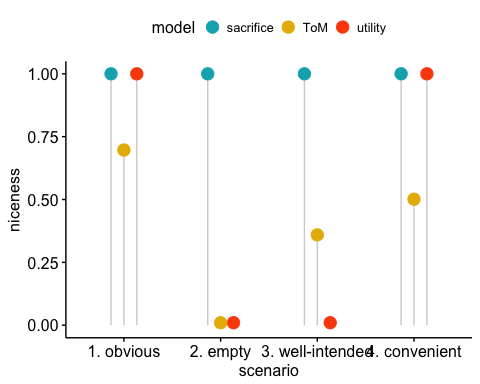 model sacrifice ToM utility
1.00
0.75
0.50
0.25
0.00
niceness
1. obvious 2. empty 3. well-intended 4. convenient
scenario